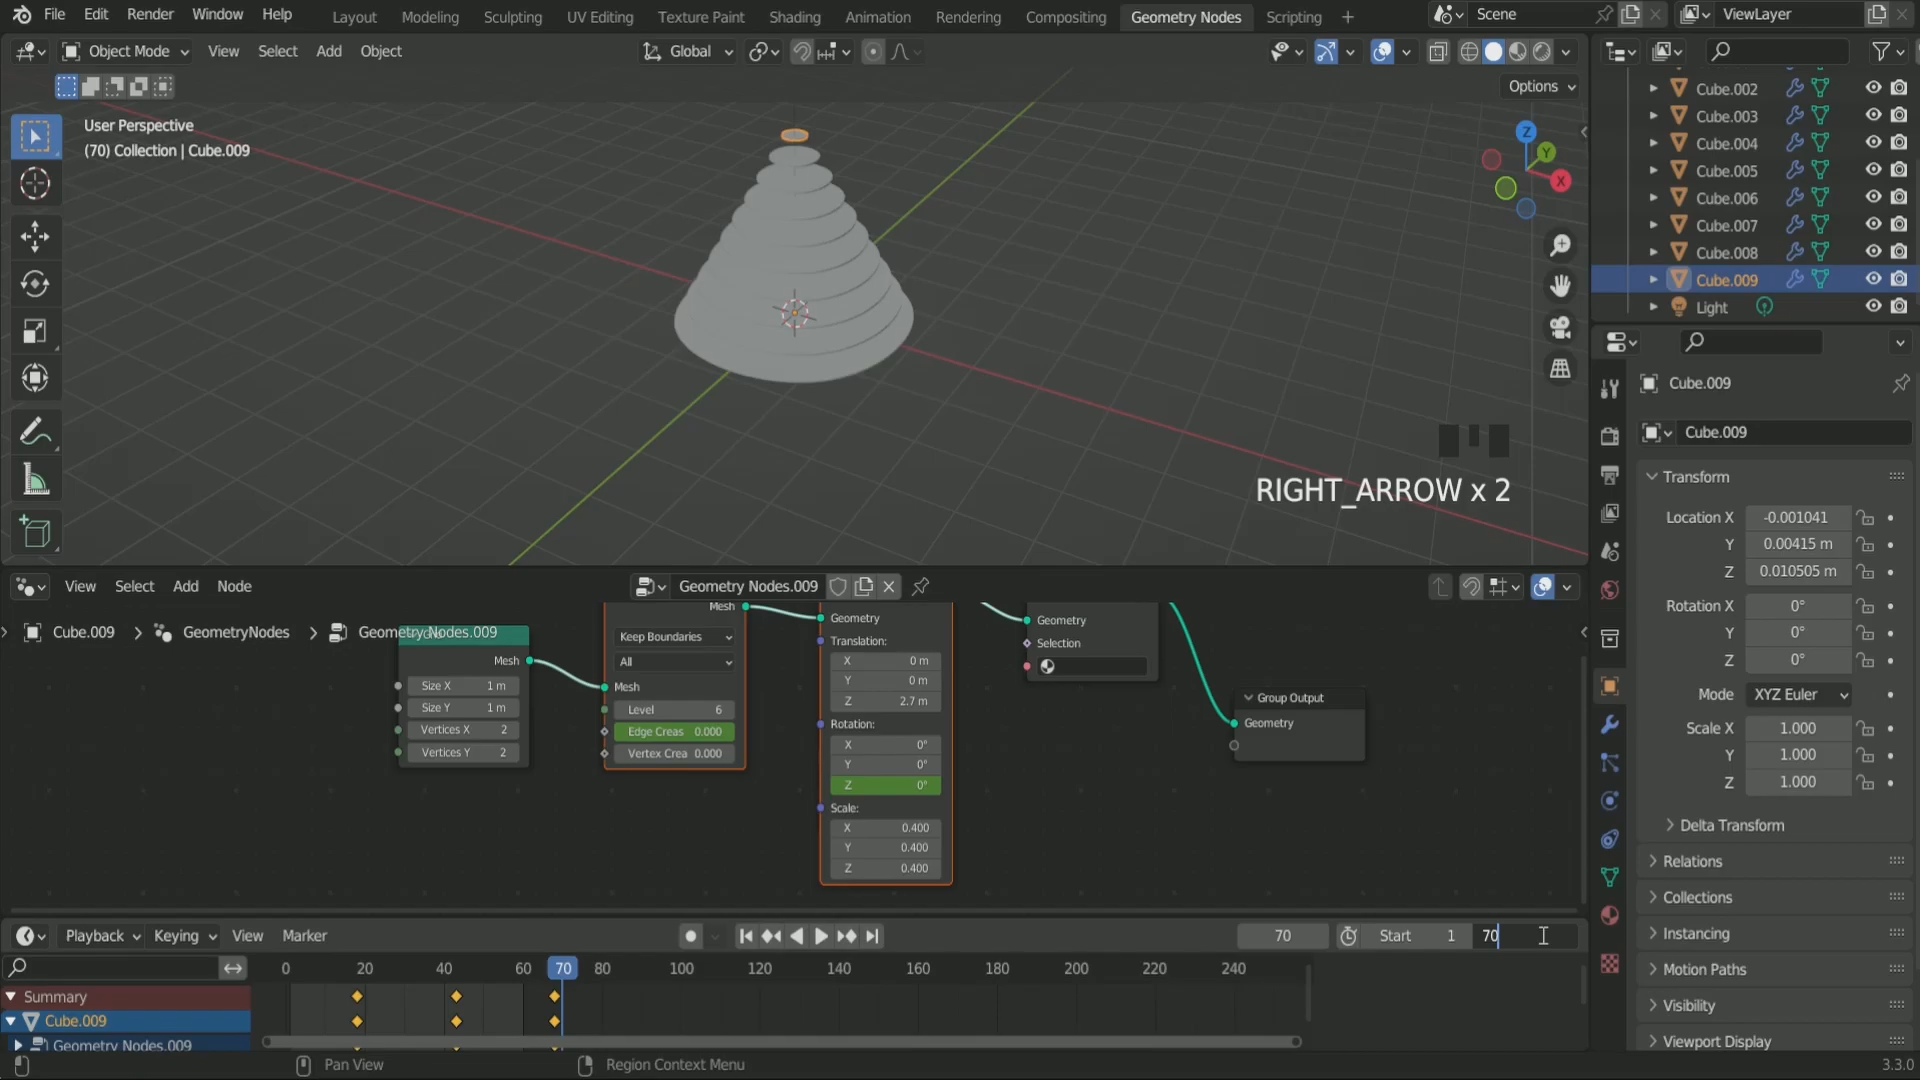 File Edit Render Window Help Layout Modeling Sculpting UV Editing Texture Paint Shading Animation Rendering Compositing Geometry Nodes Scripting + Scene ViewLayer
Object Mode View Select Add Object Global
Options
User Perspective
(70) Collection | Cube.009
Z
Y
X
RIGHT_ARROW x 2
Cube.002
Cube.003
Cube.004
Cube.005
Cube.006
Cube.007
Cube.008
Cube.009
Light
Cube.009
Cube.009
Transform
Location X -0.001041
Y 0.00415 m
Z 0.010505 m
Rotation X 0°
Y 0°
Z 0°
Mode XYZ Euler
Scale X 1.000
Y 1.000
Z 1.000
Delta Transform
Relations
Collections
Instancing
Motion Paths
Visibility
Viewport Display
View Select Add Node Geometry Nodes.009
Cube.009 > GeometryNodes > Geometry Nodes.009
Mesh
Size X 1 m
Size Y 1 m
Vertices X 2
Vertices Y 2
Mesh
Keep Boundaries
All
Mesh
Level 6
Edge Creas 0.000
Vertex Crea 0.000
Geometry
Translation:
X 0 m
Y 0 m
Z 2.7 m
Rotation:
X 0°
Y 0°
Z 0°
Scale:
X 0.400
Y 0.400
Z 0.400
Geometry
Selection
Group Output
Geometry
Playback Keying View Marker 70 Start 1 70
0 20 40 60 70 80 100 120 140 160 180 200 220 240
Summary
Cube.009
Geometry Nodes.009
Pan View Region Context Menu 3.3.0